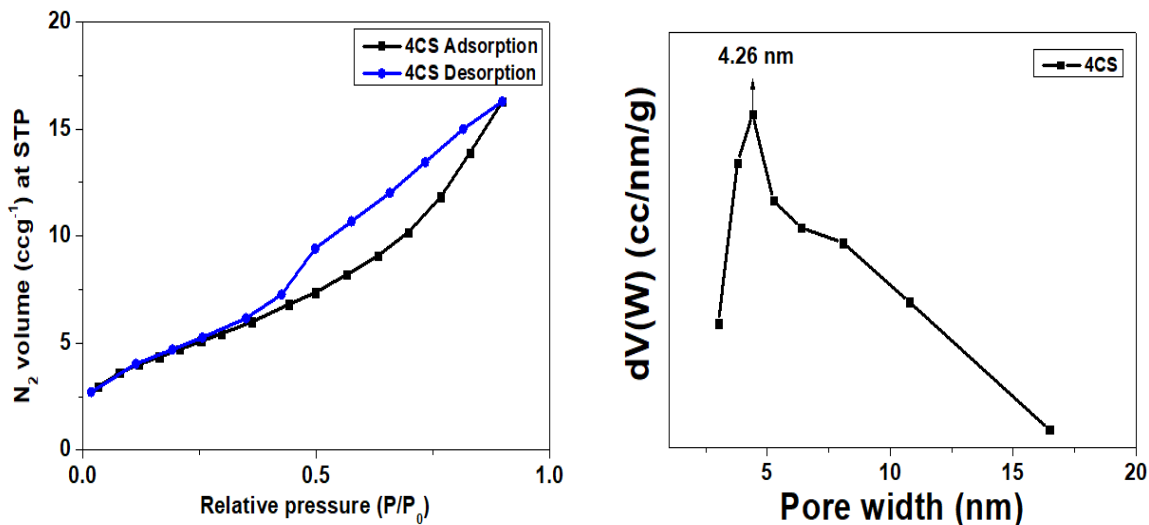 20
15
10
5
0
0.0
0.5
1.0
N₂ volume (ccg⁻¹) at STP
Relative pressure (P/P₀)
4CS Adsorption
4CS Desorption
4.26 nm
4CS
dV(W) (cc/nm/g)
5
10
15
20
Pore width (nm)